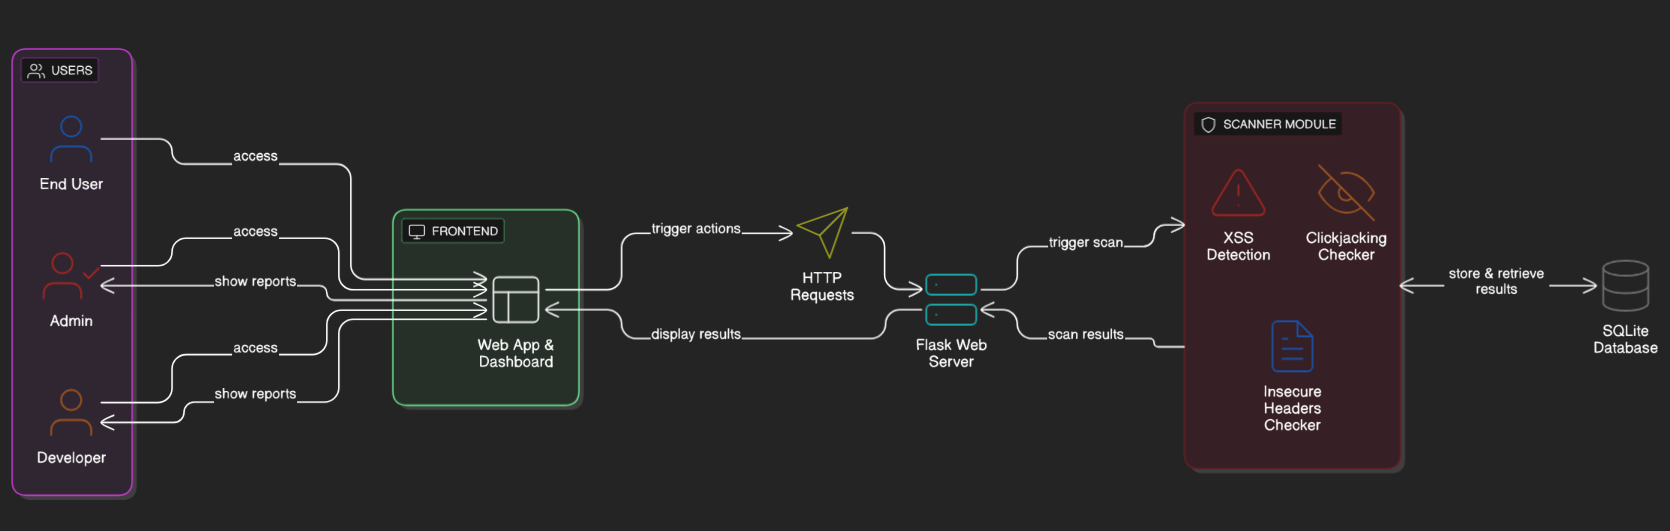 USERS
End User
access
Admin
access
show reports
Developer
access
show reports
FRONTEND
Web App &
Dashboard
trigger actions
display results
HTTP
Requests
Flask Web
Server
trigger scan
scan results
SCANNER MODULE
XSS
Detection
Clickjacking
Checker
Insecure
Headers
Checker
store & retrieve
results
SQLite
Database